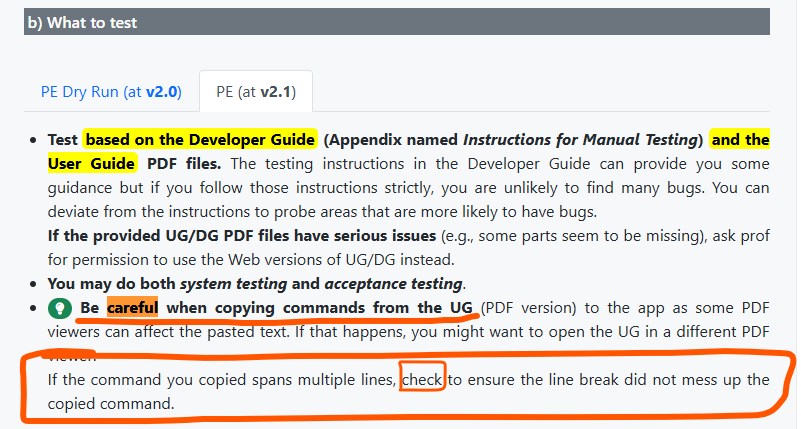 b) What to test
PE Dry Run (at v2.0) PE (at v2.1)
• Test based on the Developer Guide (Appendix named Instructions for Manual Testing) and the
User Guide PDF files. The testing instructions in the Developer Guide can provide you some
guidance but if you follow those instructions strictly, you are unlikely to find many bugs. You can
deviate from the instructions to probe areas that are more likely to have bugs.
If the provided UG/DG PDF files have serious issues (e.g., some parts seem to be missing), ask prof
for permission to use the Web versions of UG/DG instead.
• You may do both system testing and acceptance testing.
• Be careful when copying commands from the UG (PDF version) to the app as some PDF
viewers can affect the pasted text. If that happens, you might want to open the UG in a different PDF
viewer.
If the command you copied spans multiple lines, check to ensure the line break did not mess up the
copied command.